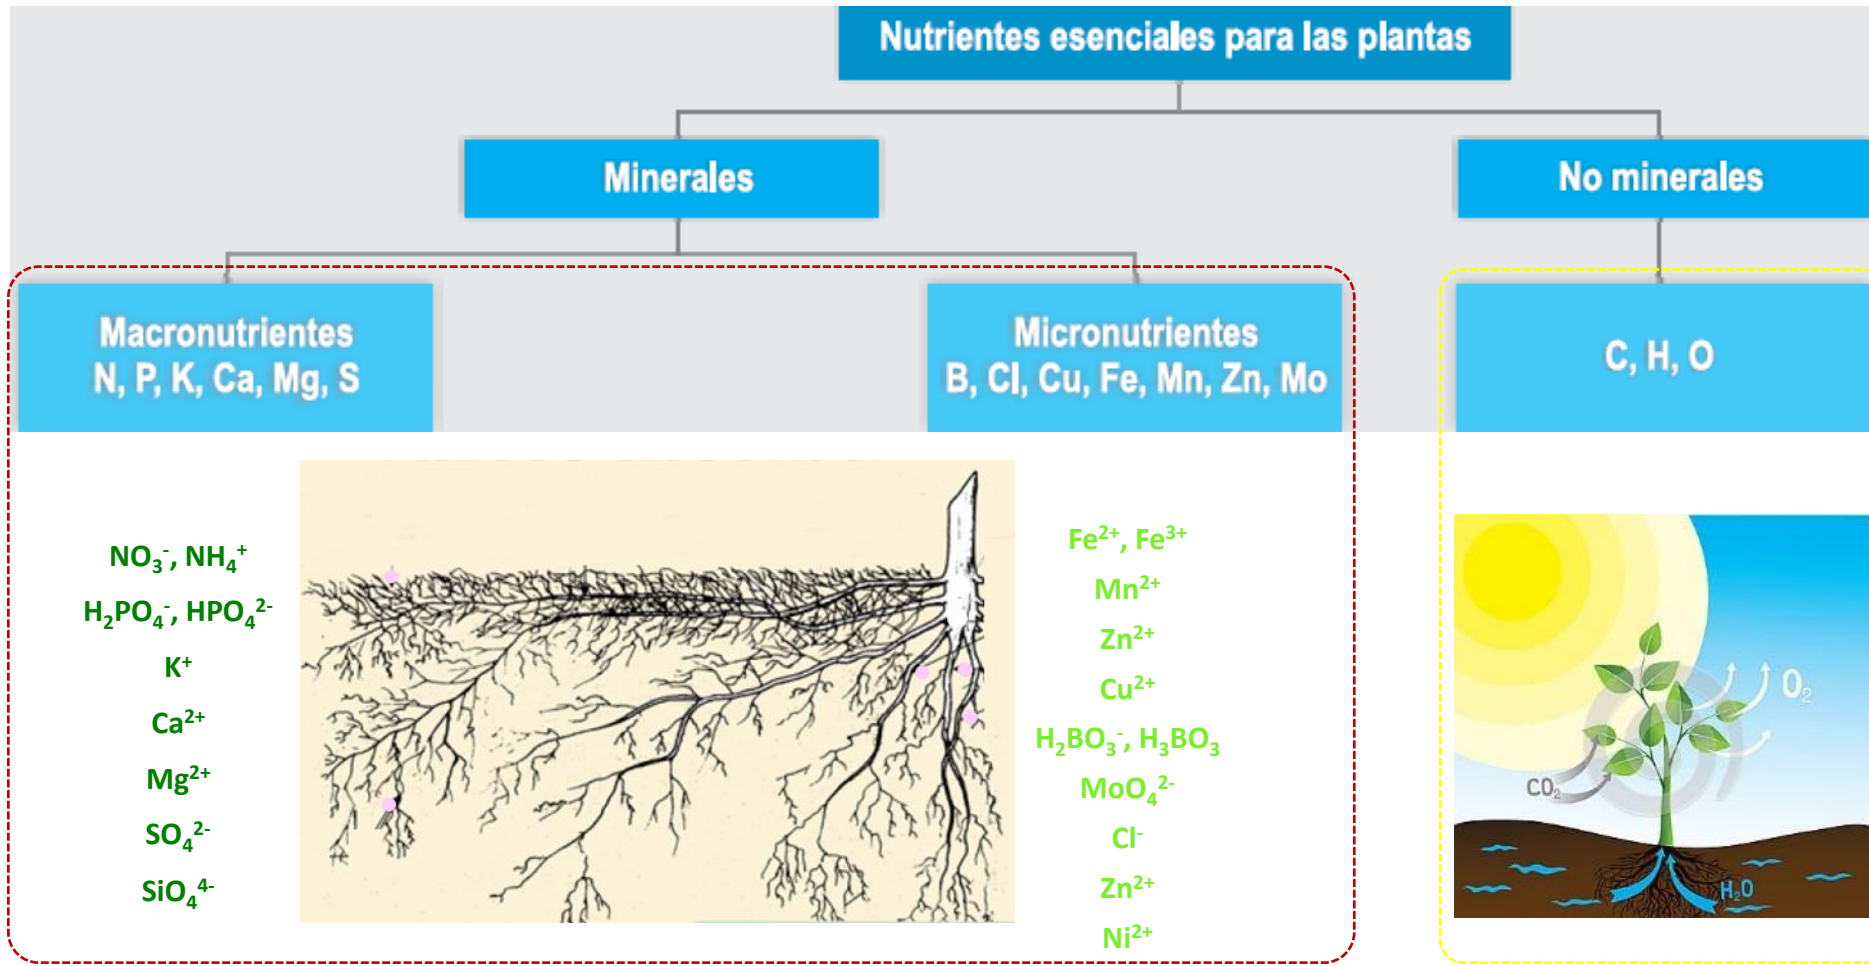 Nutrientes esenciales para las plantas
Minerales
No minerales
Macronutrientes
N, P, K, Ca, Mg, S
Micronutrientes
B, Cl, Cu, Fe, Mn, Zn, Mo
C, H, O
NO₃⁻, NH₄⁺
H₂PO₄⁻, HPO₄²⁻
K⁺
Ca²⁺
Mg²⁺
SO₄²⁻
SiO₄⁴⁻
Fe²⁺, Fe³⁺
Mn²⁺
Zn²⁺
Cu²⁺
H₂BO₃⁻, H₃BO₃
MoO₄²⁻
Cl⁻
Zn²⁺
Ni²⁺
O₂
CO₂
H₂O